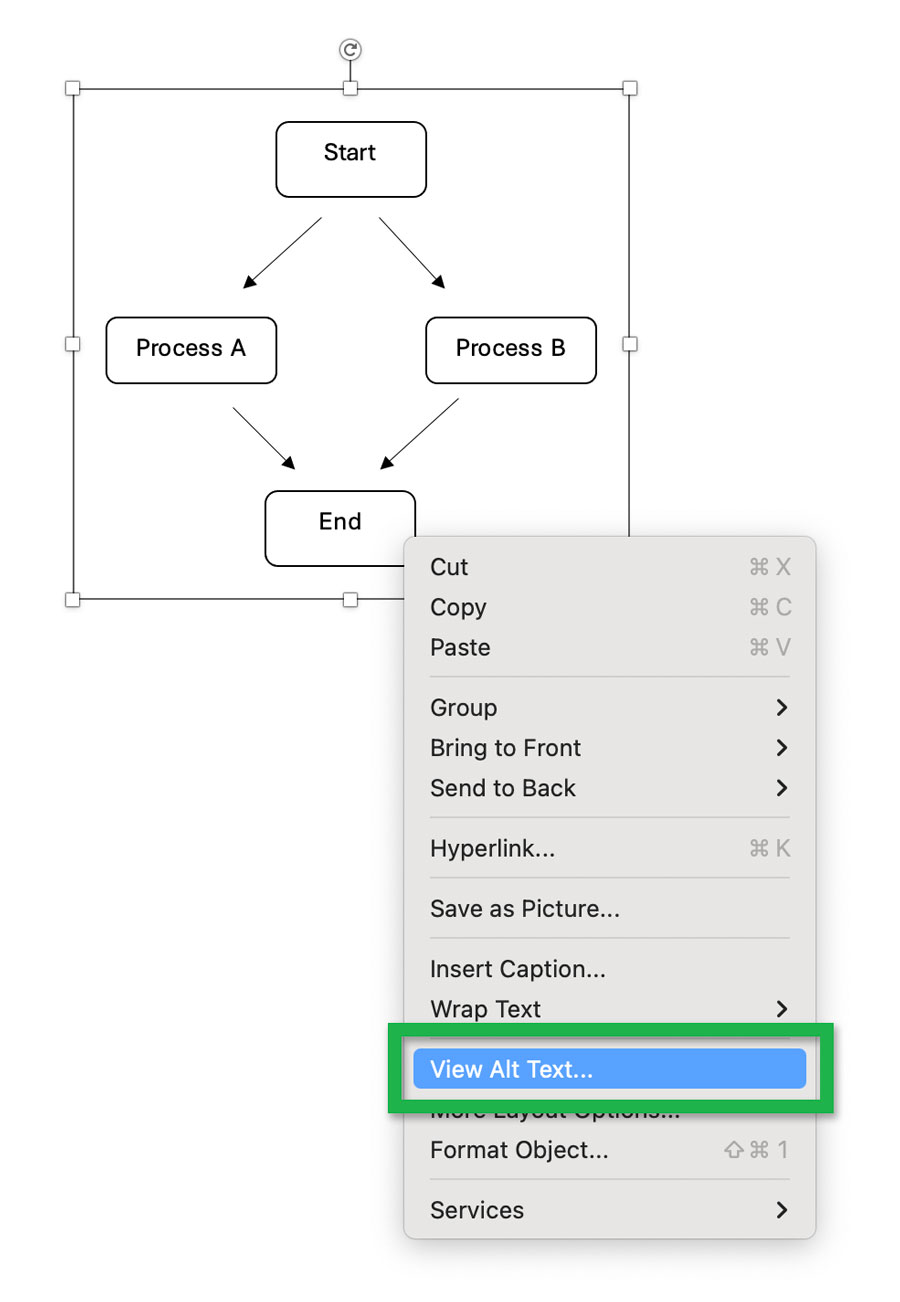 Start
Process A
Process B
End
Cut ⌘ X
Copy ⌘ C
Paste ⌘ V
Group
Bring to Front
Send to Back
Hyperlink... ⌘ K
Save as Picture...
Insert Caption...
Wrap Text
View Alt Text...
More Layout Options...
Format Object... ⇧ ⌘ 1
Services